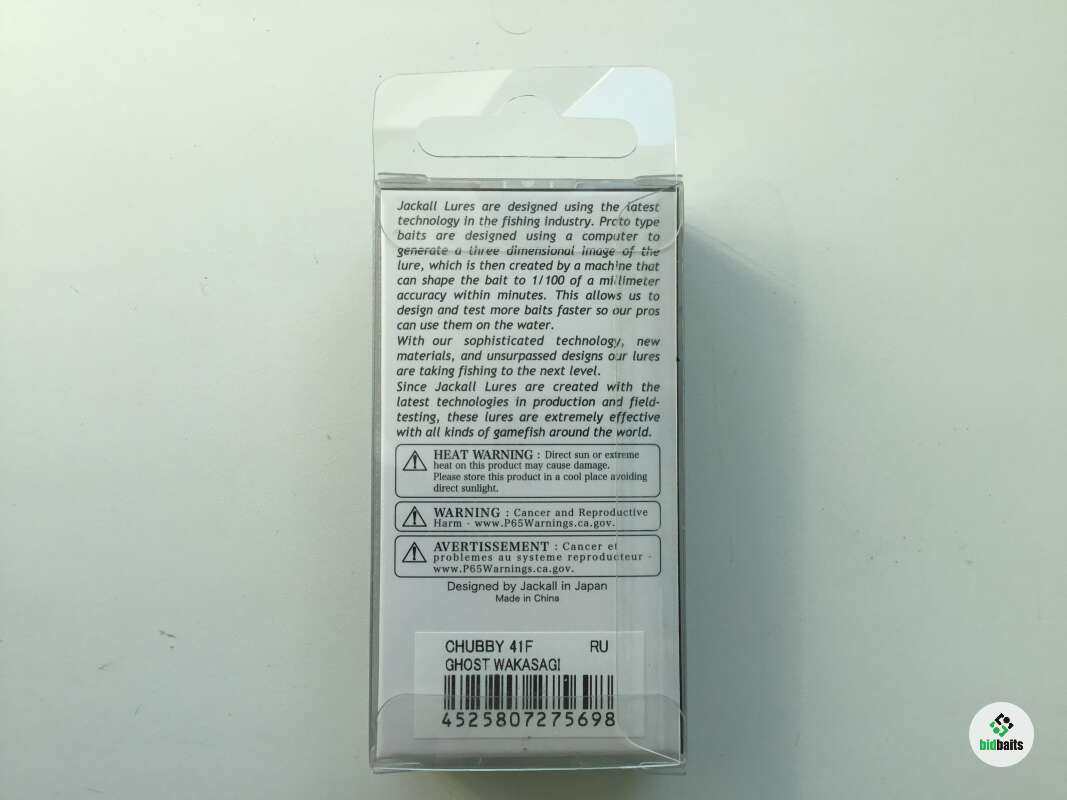 Jackall Lures are designed using the latest
technology in the fishing industry. Proto type
baits are designed using a computer to
generate a three dimensional image of the
lure, which is then created by a machine that
can shape the bait to 1/100 of a millimeter
accuracy within minutes. This allows us to
design and test more baits faster so our pros
can use them on the water.
With our sophisticated technology, new
materials, and unsurpassed designs our lures
are taking fishing to the next level.
Since Jackall Lures are created with the
latest technologies in production and field-
testing, these lures are extremely effective
with all kinds of gamefish around the world.
HEAT WARNING : Direct sun or extreme
heat on this product may cause damage.
Please store this product in a cool place avoiding
direct sunlight.
WARNING : Cancer and Reproductive
Harm - www.P65Warnings.ca.gov.
AVERTISSEMENT : Cancer et
problemes au systeme reproducteur -
www.P65Warnings.ca.gov.
Designed by Jackall in Japan
Made in China
CHUBBY 41F RU
GHOST WAKASAGI
4525807275698
bidbaits